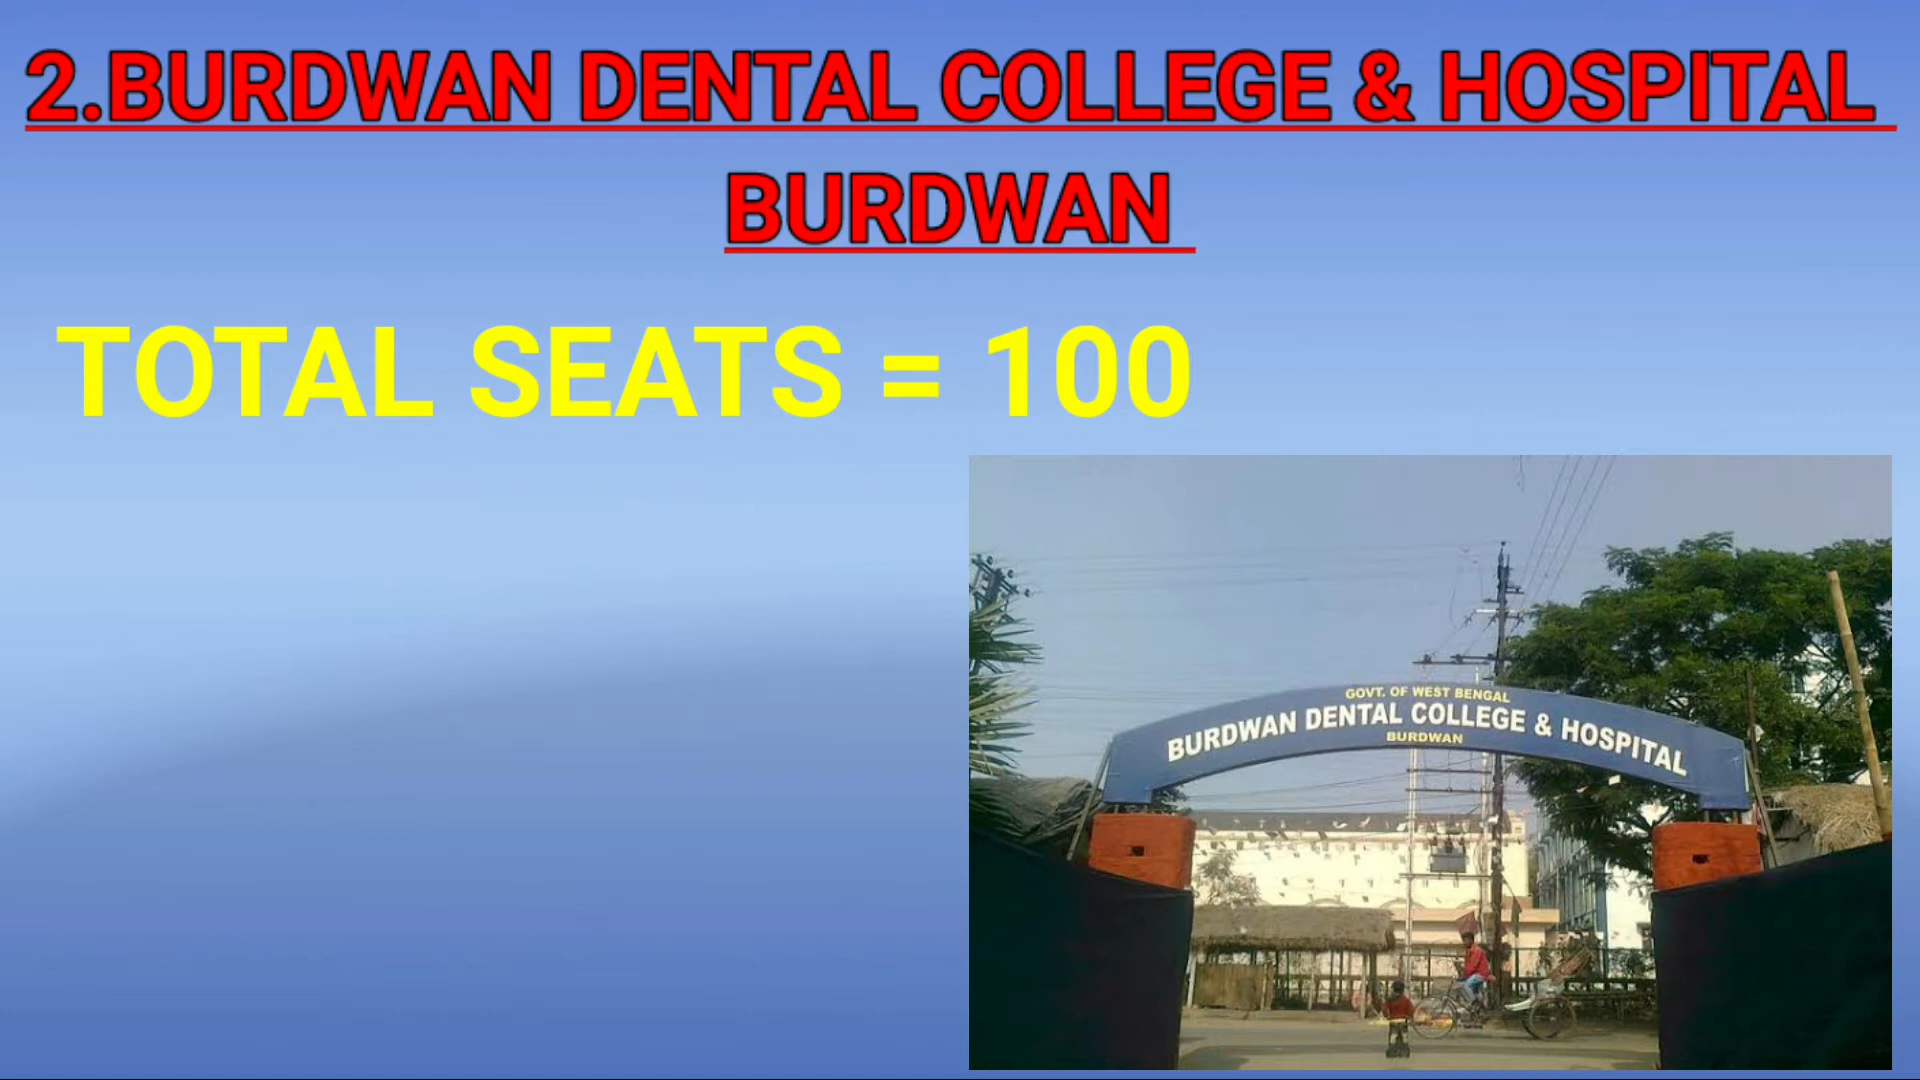 2.BURDWAN DENTAL COLLEGE & HOSPITAL
BURDWAN
TOTAL SEATS = 100
GOVT. OF WEST BENGAL
BURDWAN DENTAL COLLEGE & HOSPITAL
BURDWAN